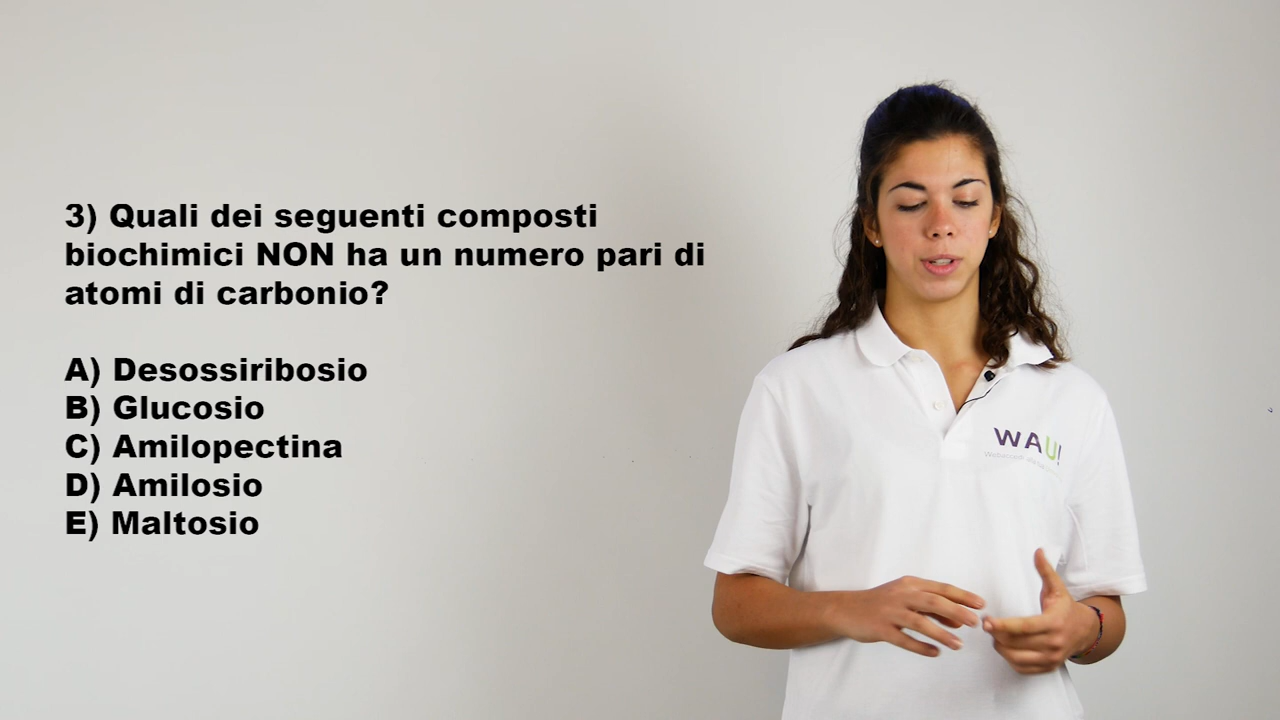 3) Quali dei seguenti composti
biochimici NON ha un numero pari di
atomi di carbonio?
A) Desossiribosio
B) Glucosio
C) Amilopectina
D) Amilosio
E) Maltosio
WAU!